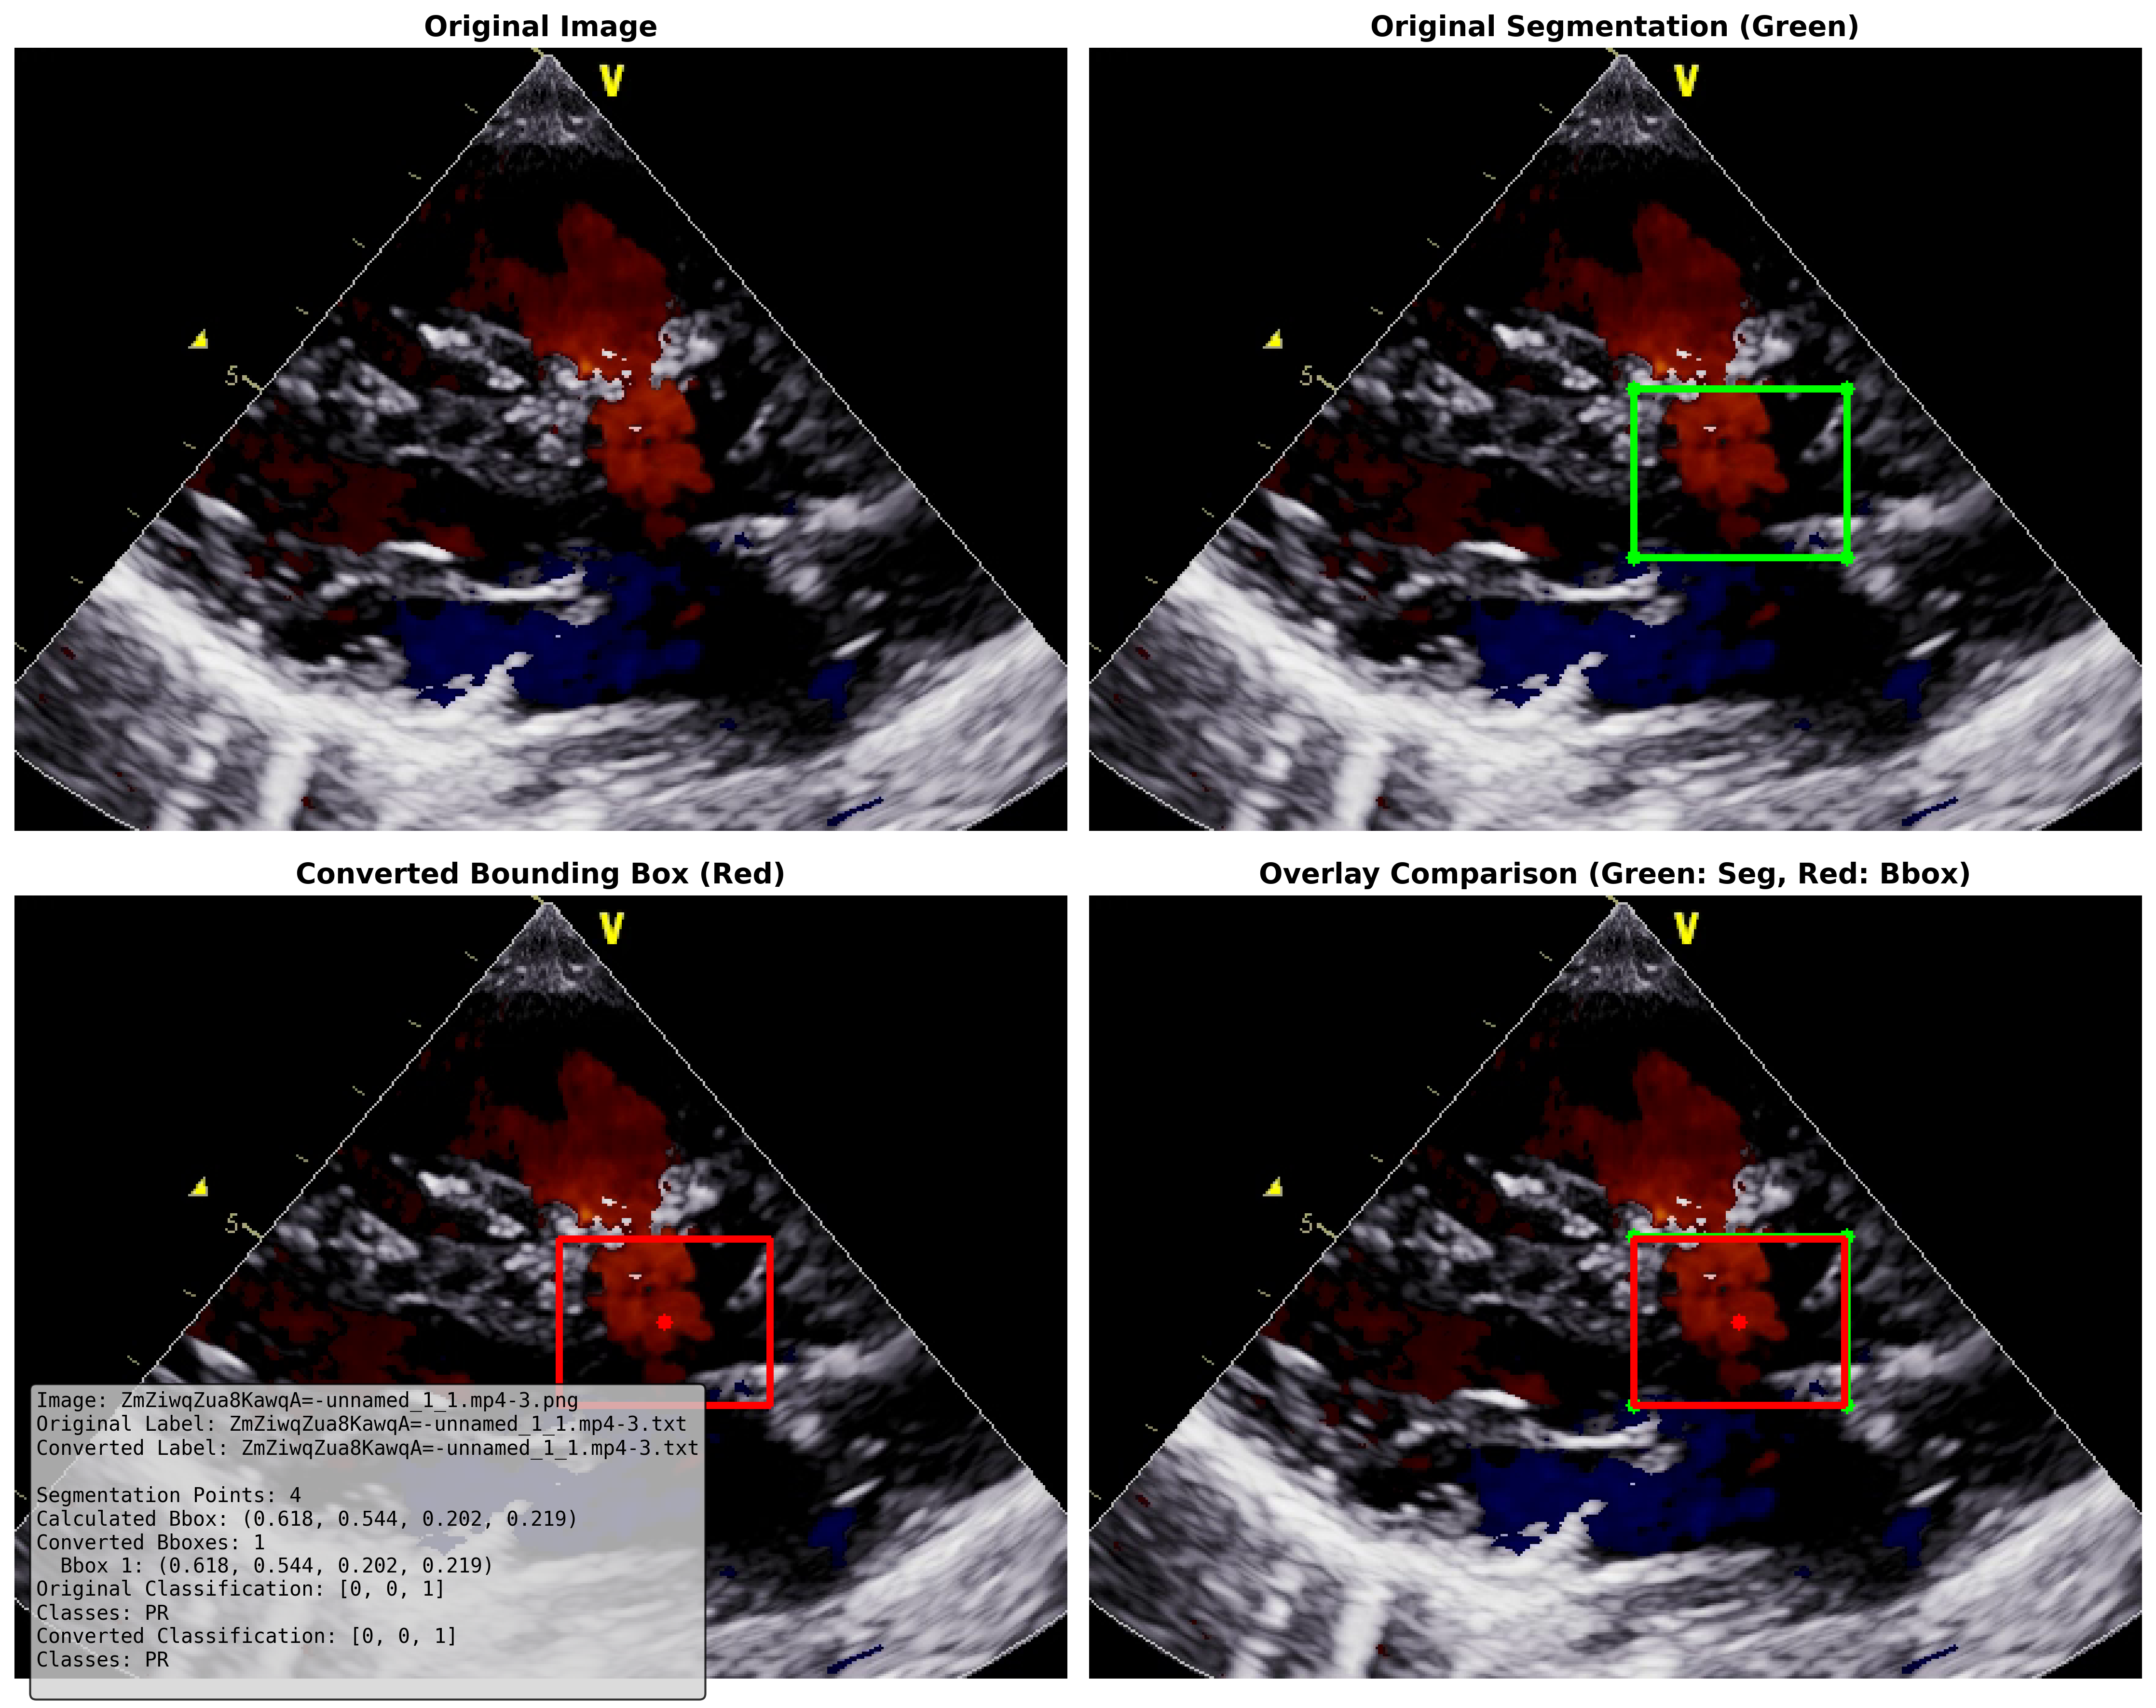 Original Image
Original Segmentation (Green)
V
5
V
5
Converted Bounding Box (Red)
Overlay Comparison (Green: Seg, Red: Bbox)
V
5
V
5
Image: ZmZiwqZua8KawqA=-unnamed_1_1.mp4-3.png
Original Label: ZmZiwqZua8KawqA=-unnamed_1_1.mp4-3.txt
Converted Label: ZmZiwqZua8KawqA=-unnamed_1_1.mp4-3.txt
Segmentation Points: 4
Calculated Bbox: (0.618, 0.544, 0.202, 0.219)
Converted Bboxes: 1
Bbox 1: (0.618, 0.544, 0.202, 0.219)
Original Classification: [0, 0, 1]
Classes: PR
Converted Classification: [0, 0, 1]
Classes: PR